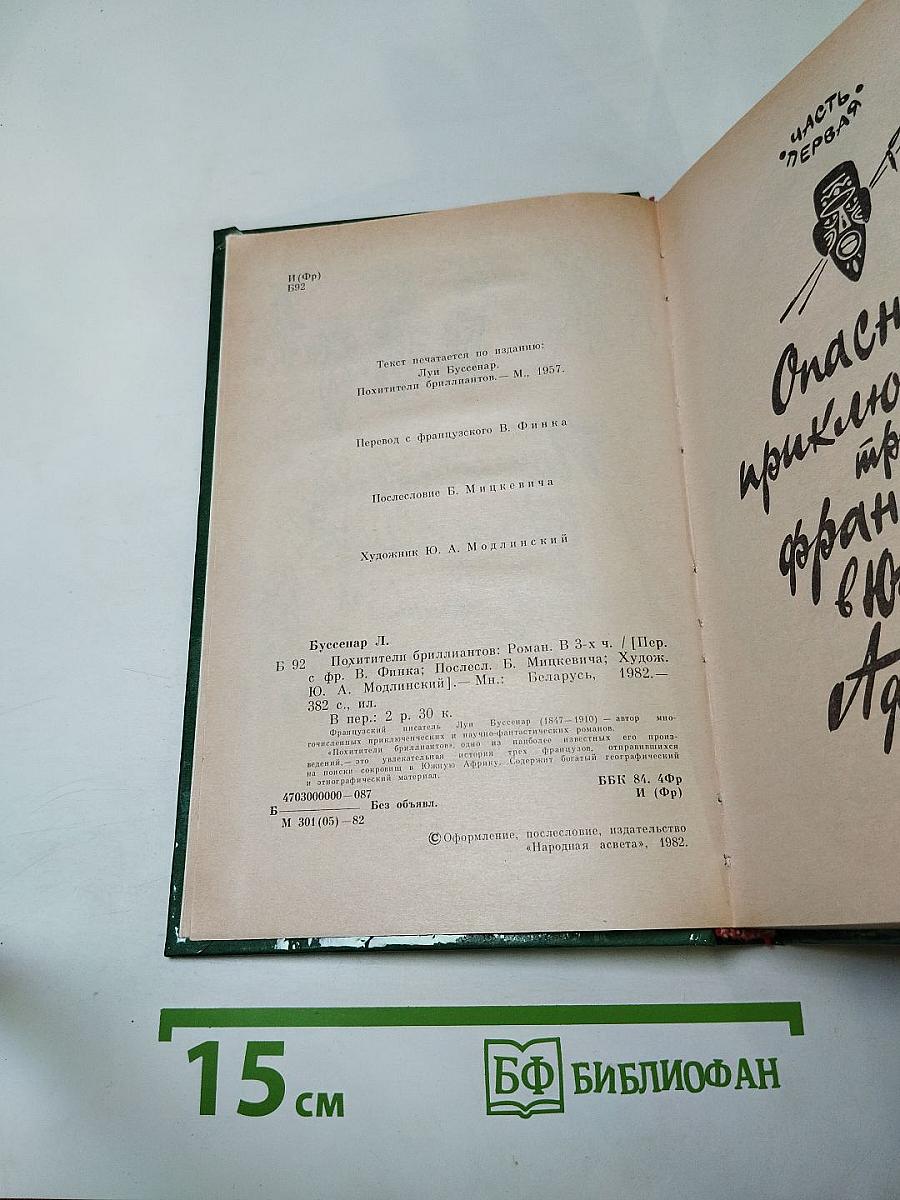 И(Фр)
Б92
Текст печатается по изданию:
Луи Буссенар.
Похитители бриллиантов.— М., 1957.
Перевод с французского В. Финка
Послесловие Б. Мицкевича
Художник Ю. А. Модлинский
Буссенар Л.
Б 92 Похитители бриллиантов: Роман. В 3-х ч. / [Пер.
с фр. В. Финка; Послесл. Б. Мицкевича; Худож.
Ю. А. Модлинский].— Мн.: Беларусь, 1982.—
382 с., ил.
В пер.: 2 р. 30 к.
Французский писатель Луи Буссенар (1847—1910) — автор мно-
гочисленных приключенческих и научно-фантастических романов.
«Похитители бриллиантов», одно из наиболее известных его произ-
ведений,— это увлекательная история трех французов, отправившихся
на поиски сокровищ в Южную Африку. Содержит богатый географический
и этнографический материал.
4703000000—087
Б Без объявл.
М 301(05)—82
ББК 84. 4Фр
И (Фр)
©Оформление, послесловие, издательство
«Народная асвета», 1982.
•ЧАСТЬ•
•ПЕРВАЯ
Опасн
приклю
тр
фран
в Ю
Аф
15 см
БФ БИБЛИОФАН